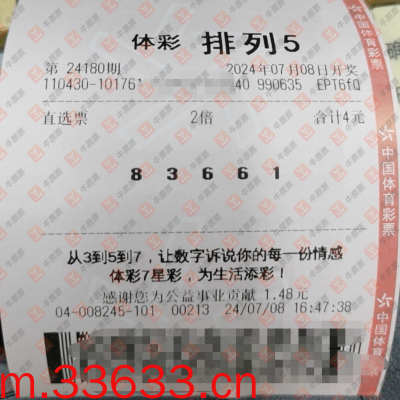 体彩 排列5
第 24180期 2024年07月08日开奖
110430-101761 40 990635 EPT6fQ
直选票 2倍 合计4元
8 3 6 6 1
从3到5到7，让数字诉说你的每一份情感
体彩7星彩，为生活添彩！
感谢您为公益事业贡献 1.48元
04-008245-101 00213 24/07/08 16:47:38
中国体育彩票
中国体育彩票
m.33633.cn